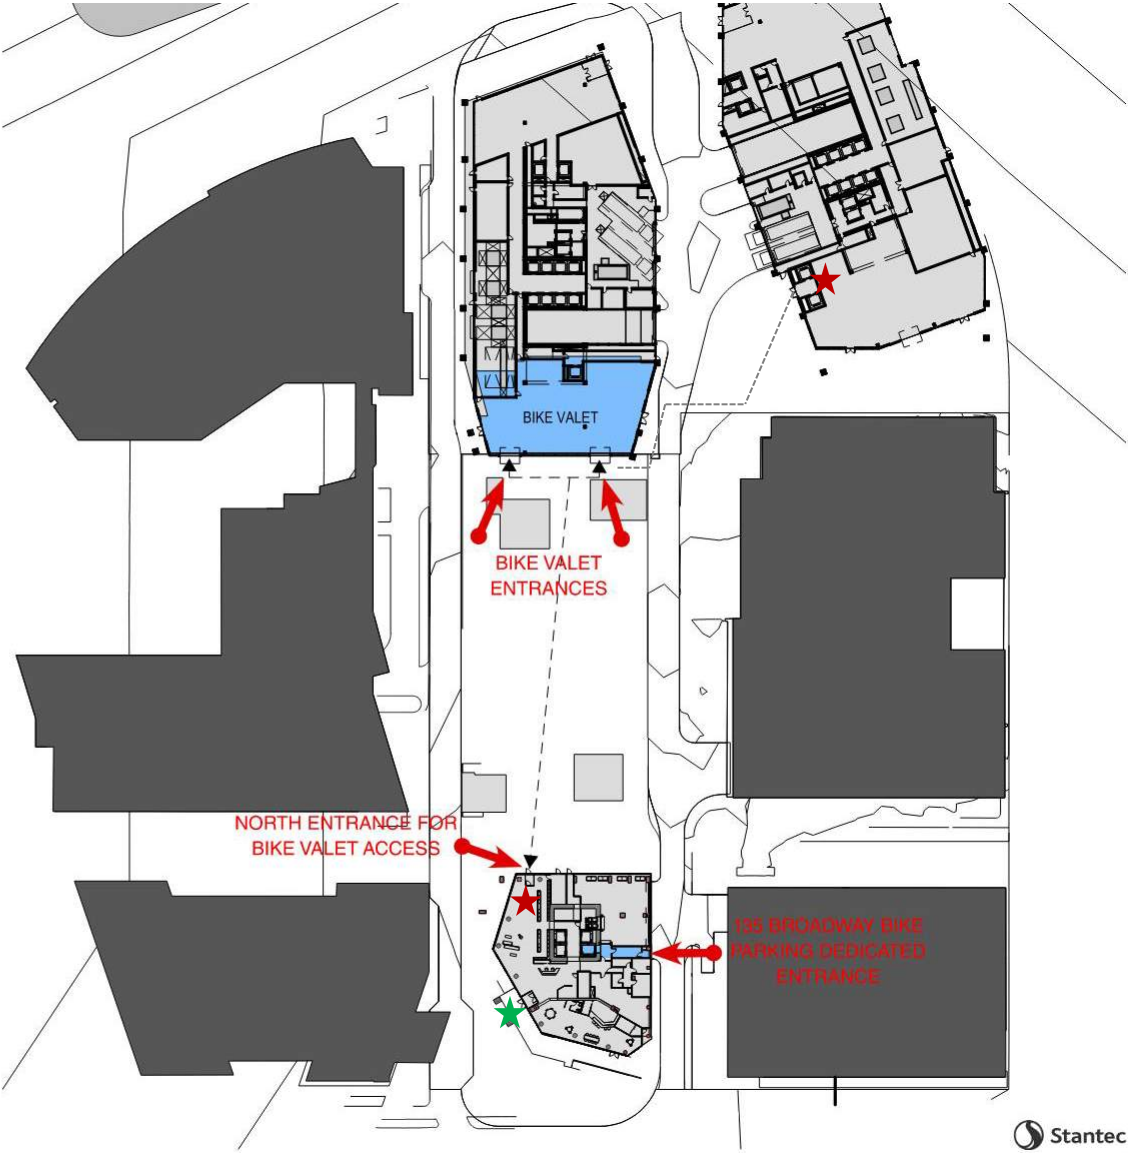 BIKE VALET
BIKE VALET
ENTRANCES
NORTH ENTRANCE FOR
BIKE VALET ACCESS
135 BROADWAY BIKE
PARKING DEDICATED
ENTRANCE
Stantec